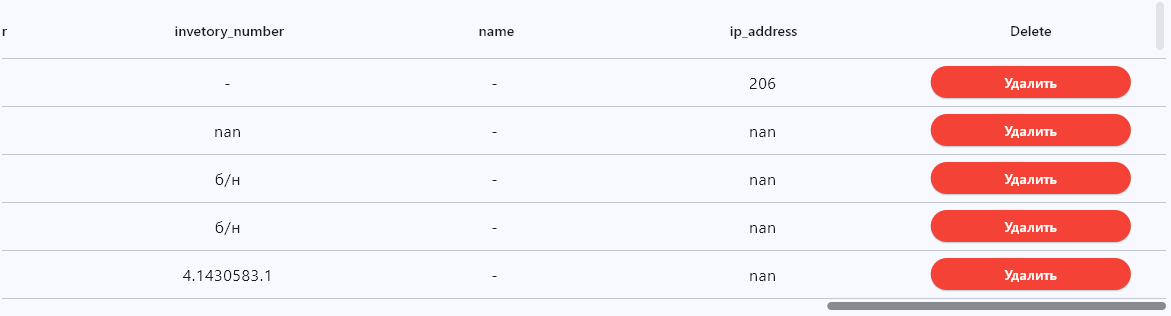 r invetory_number name ip_address Delete
- - 206 Удалить
nan - nan Удалить
б/н - nan Удалить
б/н - nan Удалить
4.1430583.1 - nan Удалить